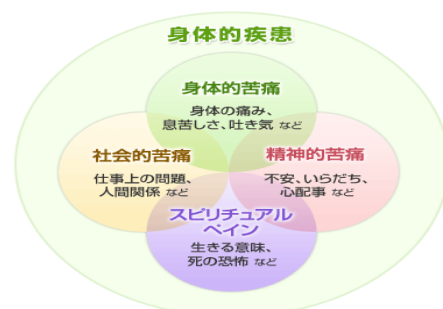 身体的疾患
身体的苦痛
身体の痛み、
息苦しさ、吐き気 など
社会的苦痛
仕事上の問題、
人間関係 など
精神的苦痛
不安、いらだち、
心配事 など
スピリチュアル
ペイン
生きる意味、
死の恐怖 など